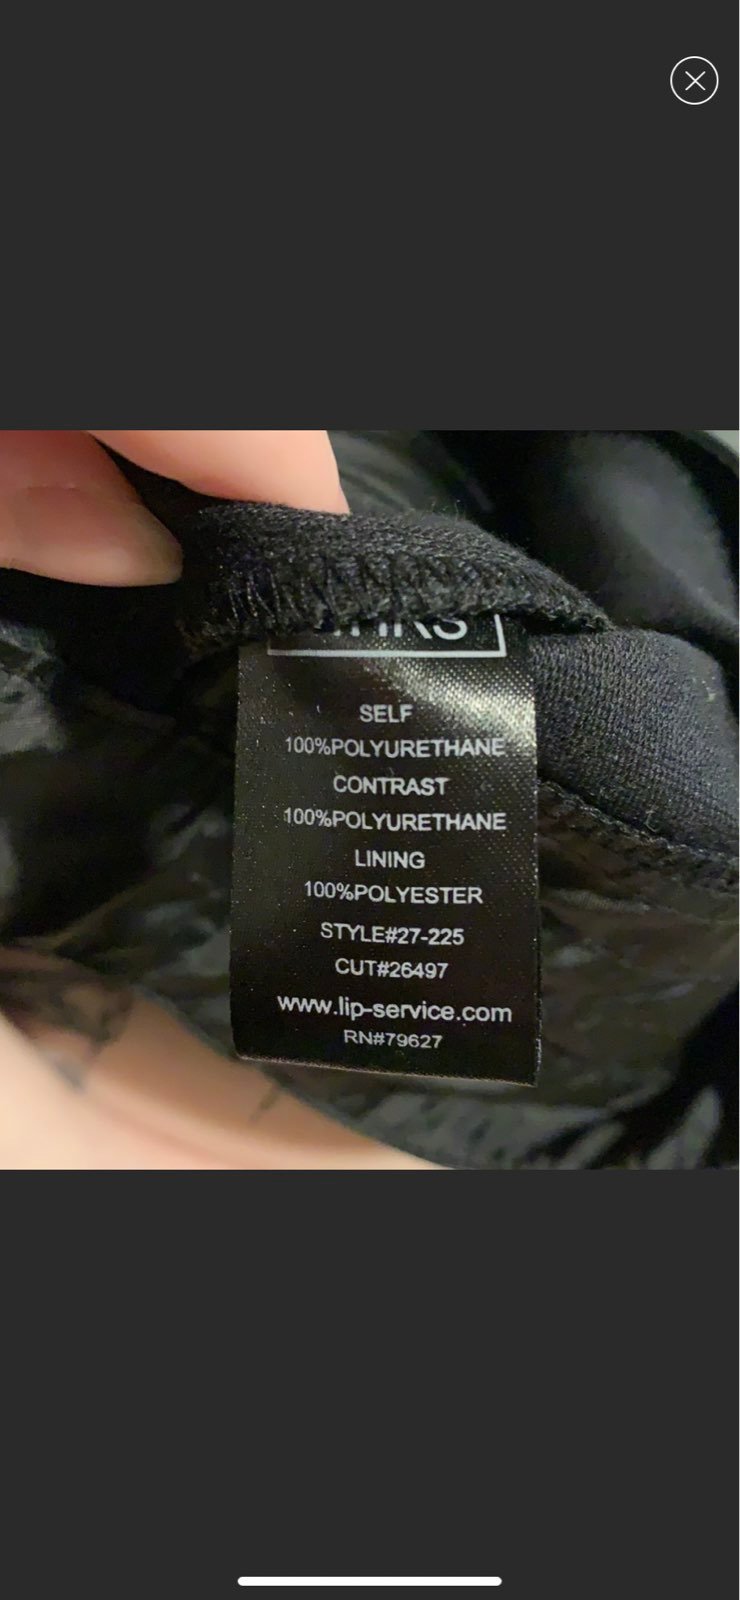 SELF
100%POLYURETHANE
CONTRAST
100%POLYURETHANE
LINING
100%POLYESTER
STYLE#27-225
CUT#26497
www.lip-service.com
RN#79627